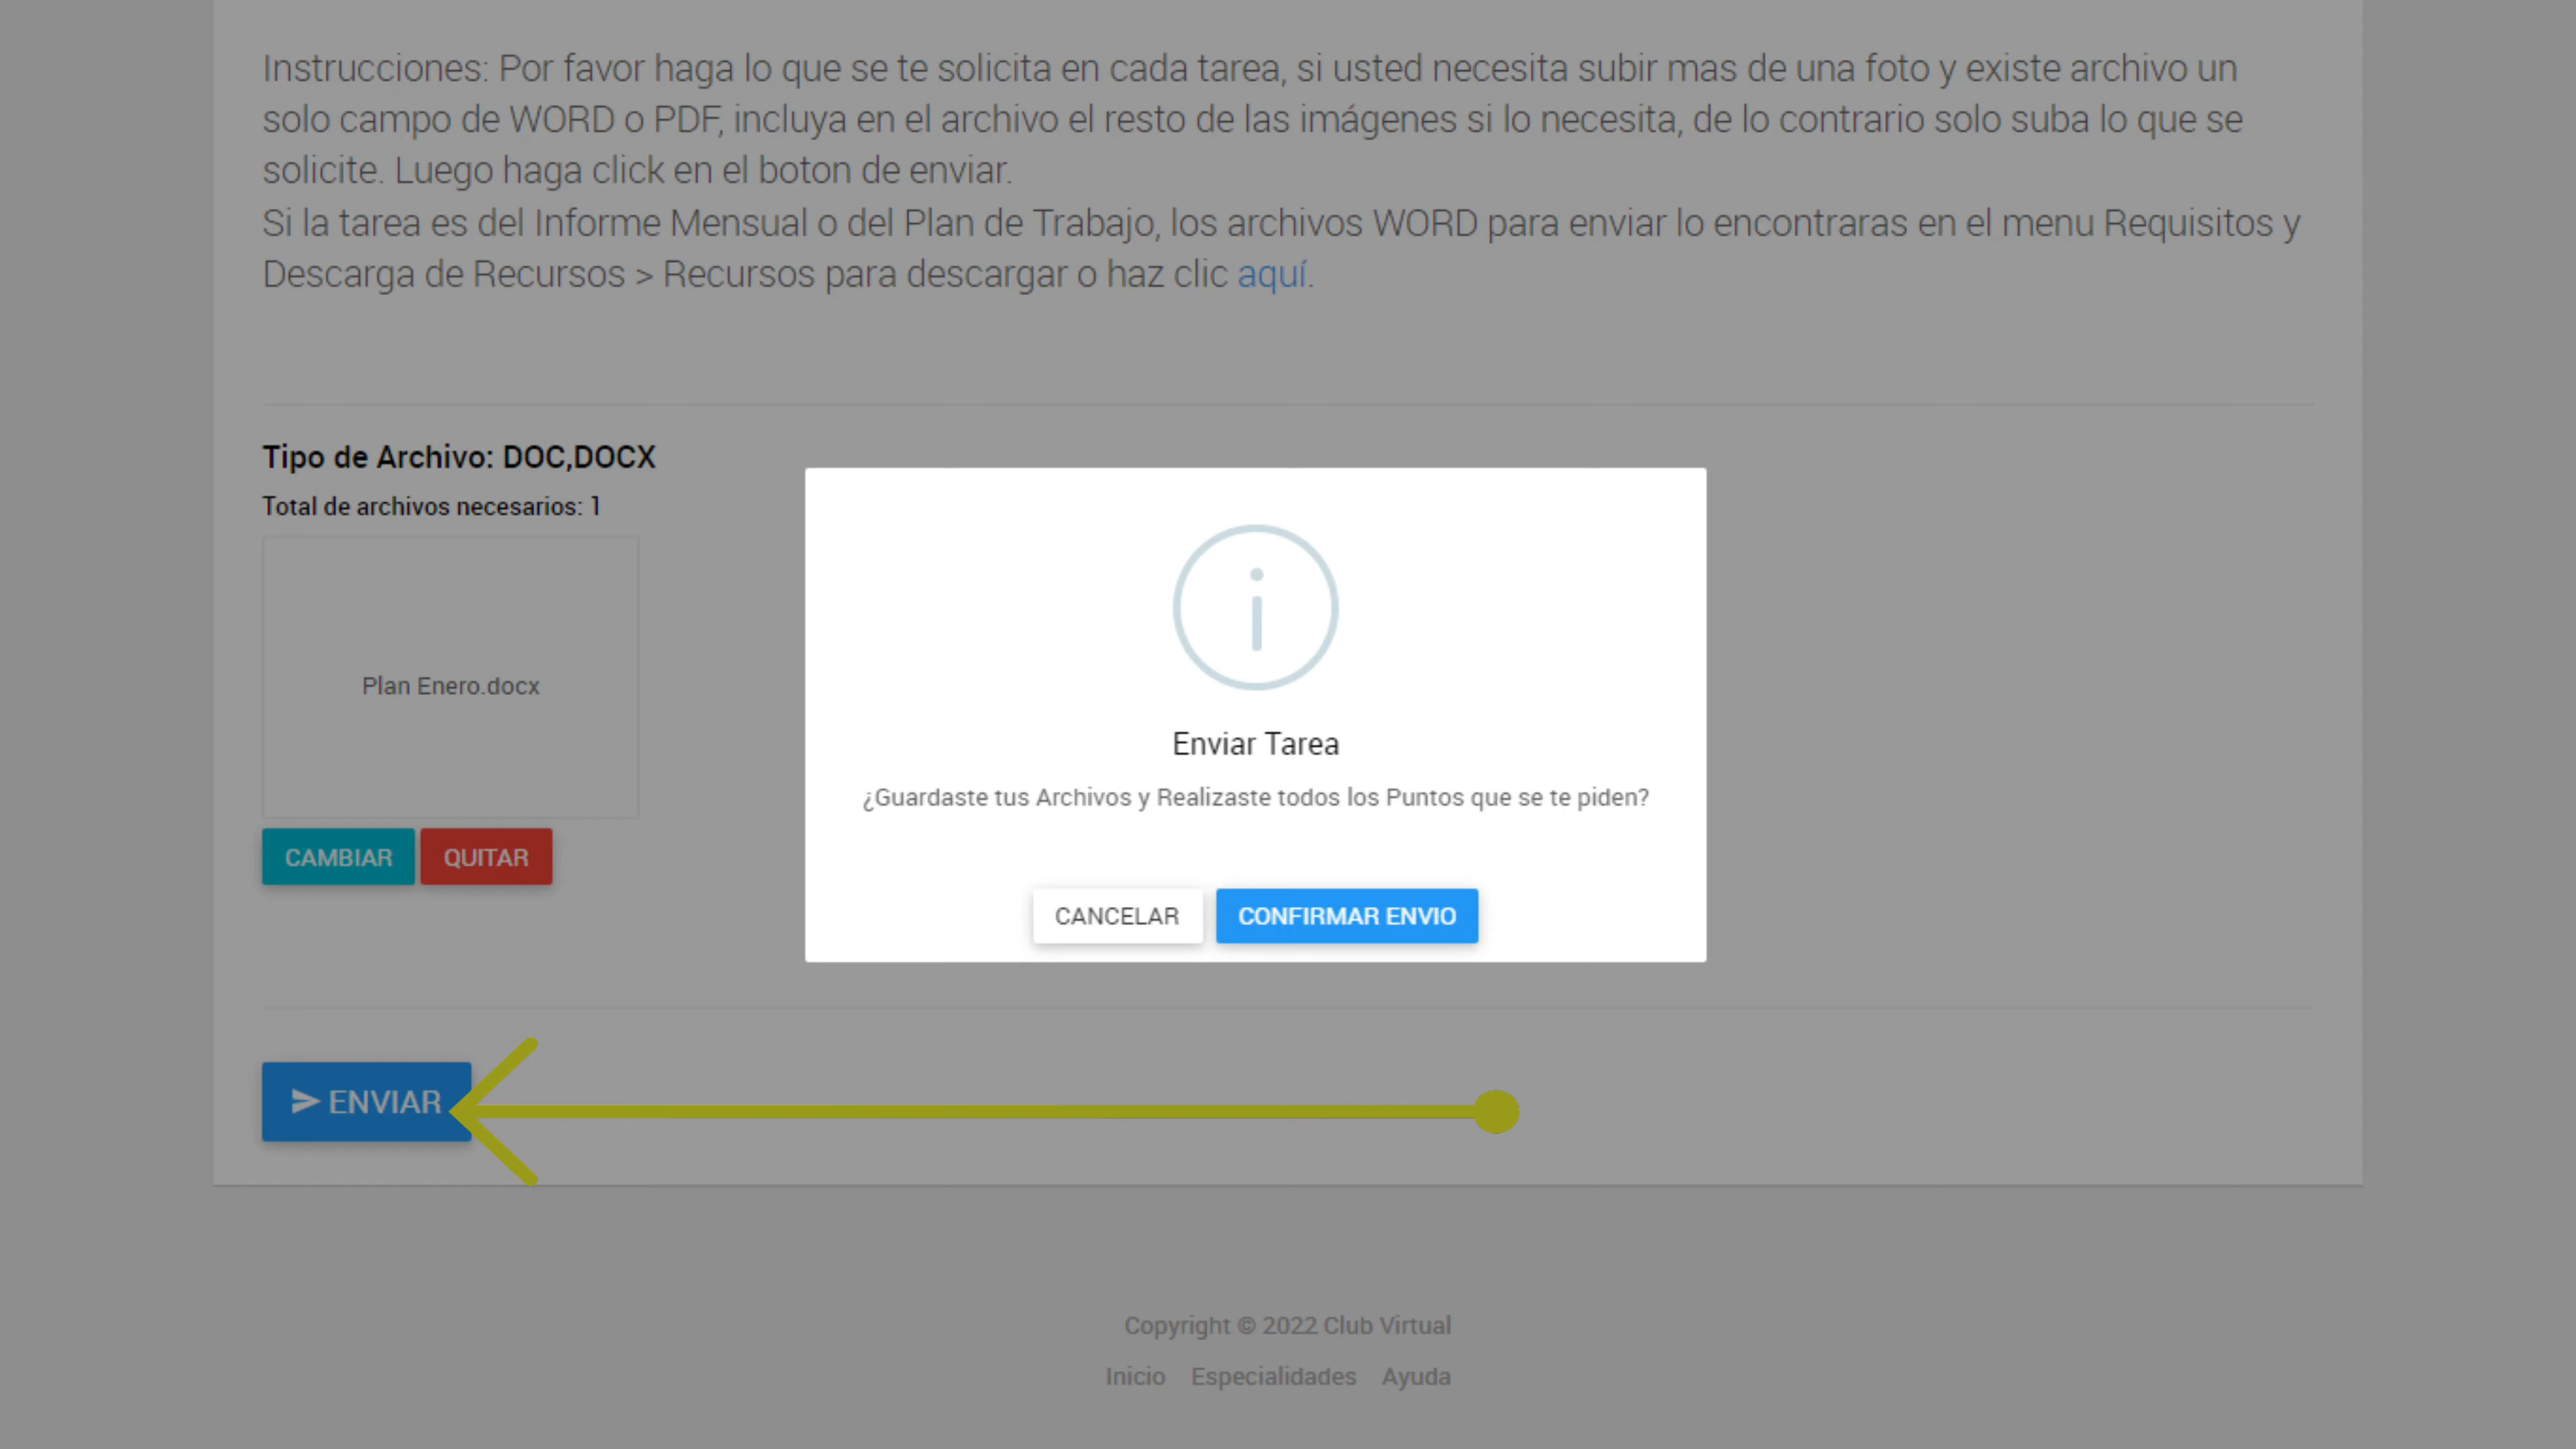 Instrucciones: Por favor haga lo que se te solicita en cada tarea, si usted necesita subir mas de una foto y existe archivo un
solo campo de WORD o PDF, incluya en el archivo el resto de las imágenes si lo necesita, de lo contrario solo suba lo que se
solicite. Luego haga click en el boton de enviar.
Si la tarea es del Informe Mensual o del Plan de Trabajo, los archivos WORD para enviar lo encontraras en el menu Requisitos y
Descarga de Recursos > Recursos para descargar o haz clic aquí.
Tipo de Archivo: DOC,DOCX
Total de archivos necesarios: 1
Plan Enero.docx
CAMBIAR QUITAR
i
Enviar Tarea
¿Guardaste tus Archivos y Realizaste todos los Puntos que se te piden?
CANCELAR CONFIRMAR ENVIO
ENVIAR
Copyright © 2022 Club Virtual
Inicio Especialidades Ayuda